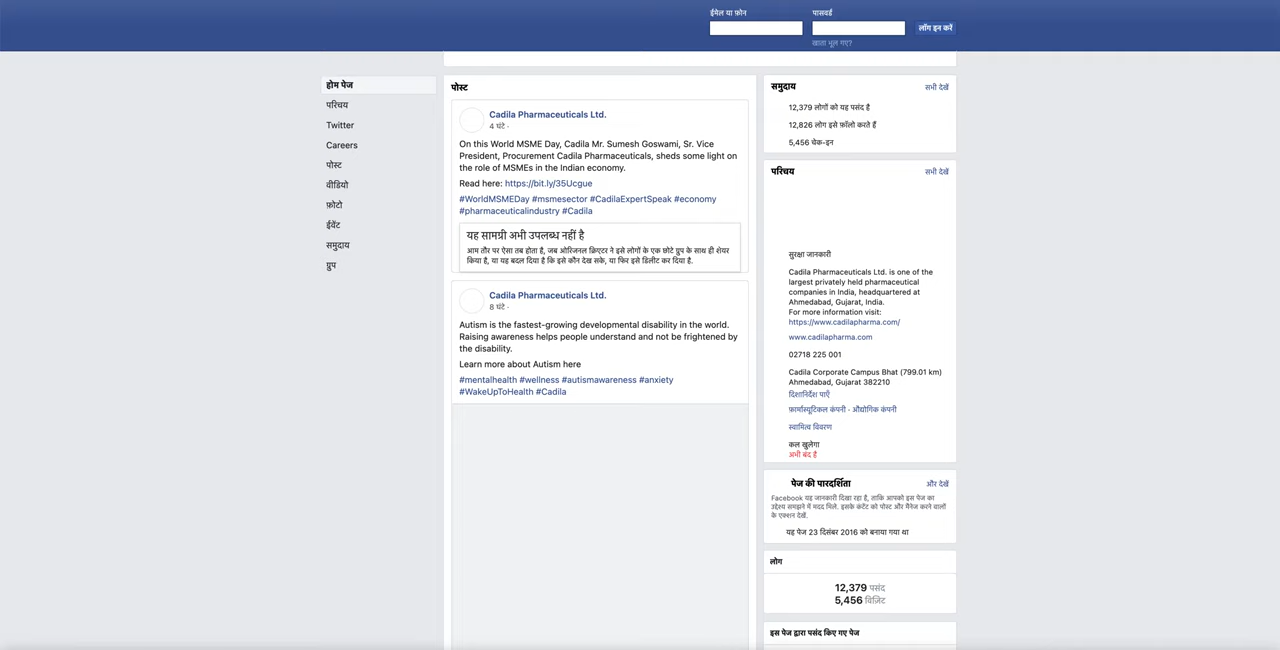 ईमेल या फ़ोन
पासवर्ड
लॉग इन करें
खाता भूल गए?
होम पेज
परिचय
Twitter
Careers
पोस्ट
वीडियो
फ़ोटो
ईवेंट
समुदाय
ग्रुप
पोस्ट
Cadila Pharmaceuticals Ltd.
4 घंटे ·
On this World MSME Day, Cadila Mr. Sumesh Goswami, Sr. Vice
President, Procurement Cadila Pharmaceuticals, sheds some light on
the role of MSMEs in the Indian economy.
Read here: https://bit.ly/35Ucgue
#WorldMSMEDay #msmesector #CadilaExpertSpeak #economy
#pharmaceuticalindustry #Cadila
यह सामग्री अभी उपलब्ध नहीं है
आम तौर पर ऐसा तब होता है, जब ओरिजनल क्रिएटर ने इसे लोगों के एक छोटे ग्रुप के साथ ही शेयर
किया है, या यह बदल दिया है कि इसे कौन देख सके, या फिर इसे डिलीट कर दिया है.
Cadila Pharmaceuticals Ltd.
8 घंटे ·
Autism is the fastest-growing developmental disability in the world.
Raising awareness helps people understand and not be frightened by
the disability.
Learn more about Autism here
#mentalhealth #wellness #autismawareness #anxiety
#WakeUpToHealth #Cadila
समुदाय
सभी देखें
12,379 लोगों को यह पसंद है
12,826 लोग इसे फ़ॉलो करते हैं
5,456 चेक-इन
परिचय
सभी देखें
सुरक्षा जानकारी
Cadila Pharmaceuticals Ltd. is one of the
largest privately held pharmaceutical
companies in India, headquartered at
Ahmedabad, Gujarat, India.
For more information visit:
https://www.cadilapharma.com/
www.cadilapharma.com
02718 225 001
Cadila Corporate Campus Bhat (799.01 km)
Ahmedabad, Gujarat 382210
दिशानिर्देश पाएँ
फ़ार्मास्यूटिकल कंपनी · औद्योगिक कंपनी
स्वामित्व विवरण
कल खुलेगा
अभी बंद है
पेज की पारदर्शिता
और देखें
Facebook यह जानकारी दिखा रहा है, ताकि आपको इस पेज का
उद्देश्य समझने में मदद मिले. इसके कंटेंट को पोस्ट और मैनेज करने वालों
के एक्शन देखें.
यह पेज 23 दिसंबर 2016 को बनाया गया था
लोग
12,379 पसंद
5,456 विज़िट
इस पेज द्वारा पसंद किए गए पेज